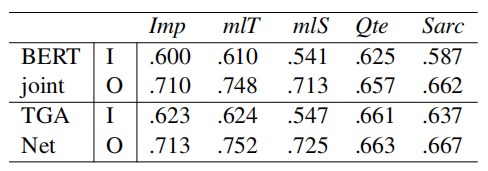 Imp mlT mlS Qte Sarc
BERT I .600 .610 .541 .625 .587
joint O .710 .748 .713 .657 .662
TGA I .623 .624 .547 .661 .637
Net O .713 .752 .725 .663 .667